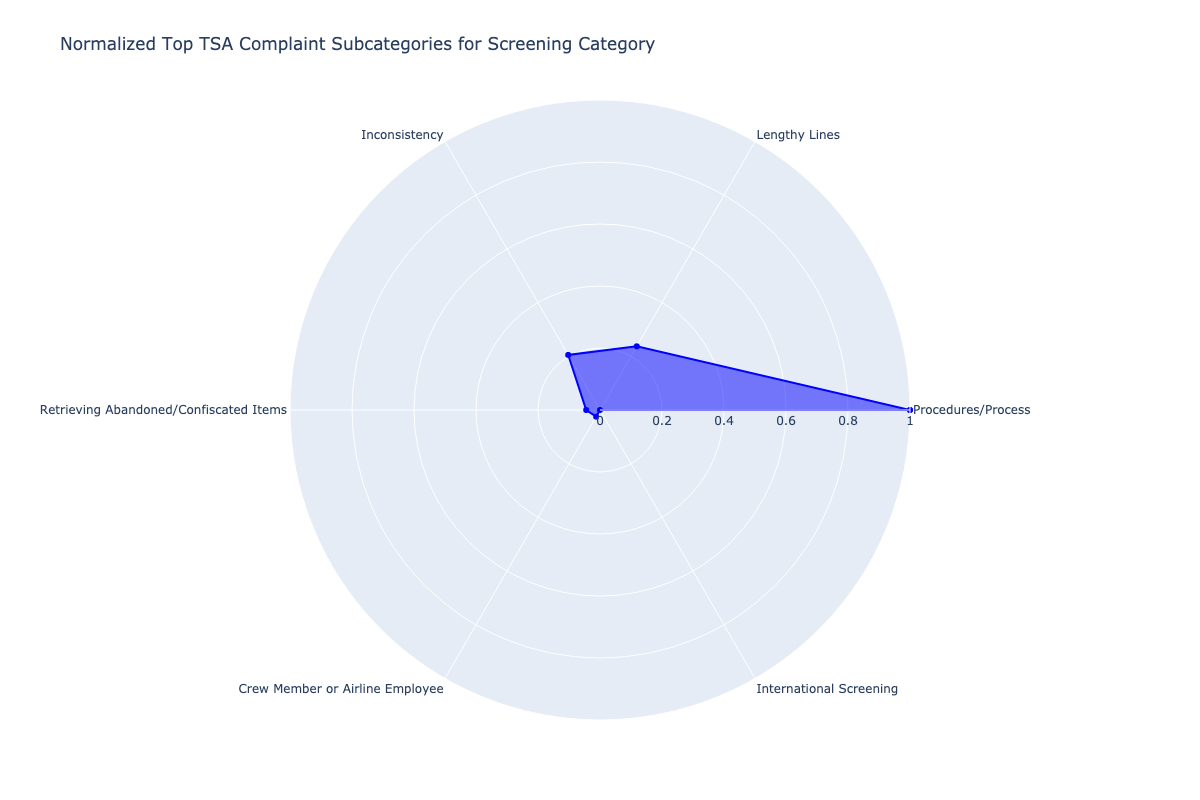 Normalized Top TSA Complaint Subcategories for Screening Category
Inconsistency
Lengthy Lines
Retrieving Abandoned/Confiscated Items
Procedures/Process
0
0.2
0.4
0.6
0.8
1
Crew Member or Airline Employee
International Screening